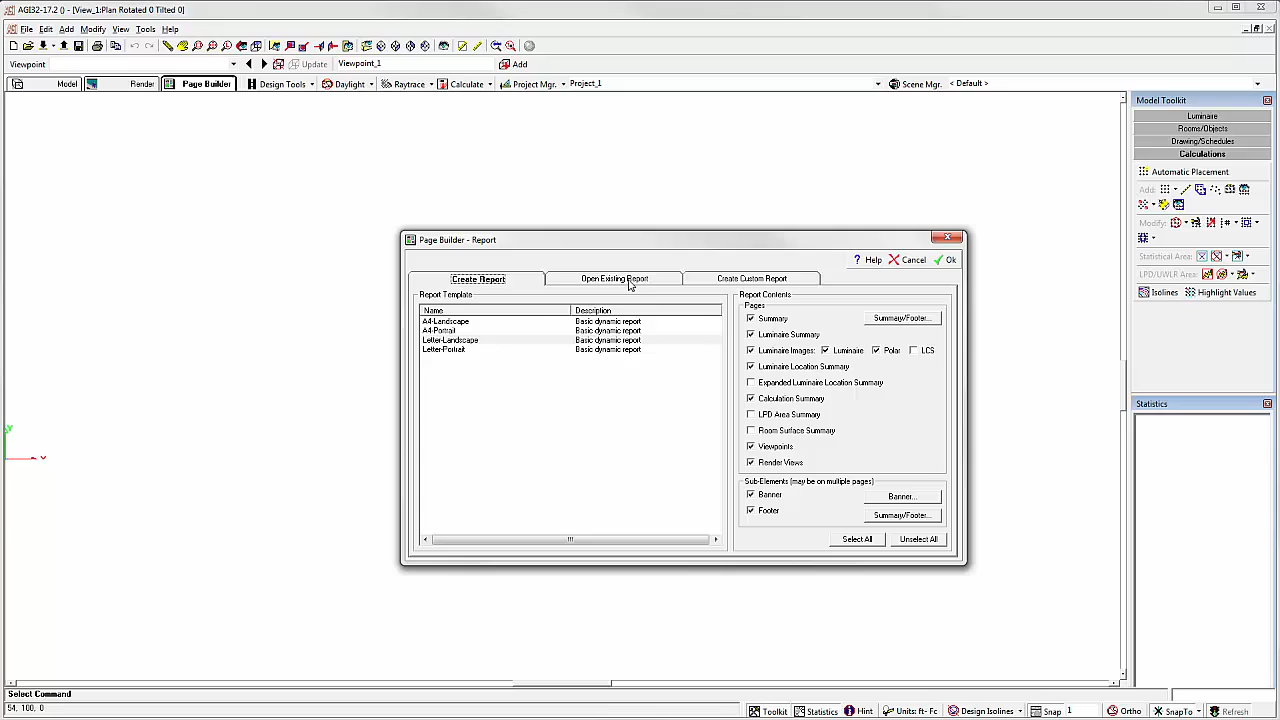 AGI32-17.2 () - [View_1:Plan Rotated 0 Tilted 0]
File Edit Add Modify View Tools Help
Viewpoint Update Viewpoint_1 Add
Model Render Page Builder Design Tools Daylight Raytrace Calculate Project Mgr. Project_1 Scene Mgr. < Default >
Model Toolkit
Luminaire
Rooms/Objects
Drawing/Schedules
Calculations
Automatic Placement
Add:
Modify:
Statistical Area:
LPD/UWLR Area:
Isolines Highlight Values
Statistics
Page Builder - Report
? Help Cancel Ok
Create Report Open Existing Report Create Custom Report
Report Template
Name Description
A4-Landscape Basic dynamic report
A4-Portrait Basic dynamic report
Letter-Landscape Basic dynamic report
Letter-Portrait Basic dynamic report
Report Contents
Pages
Summary Summary/Footer...
Luminaire Summary
Luminaire Images: Luminaire Polar LCS
Luminaire Location Summary
Expanded Luminaire Location Summary
Calculation Summary
LPD Area Summary
Room Surface Summary
Viewpoints
Render Views
Sub-Elements (may be on multiple pages)
Banner Banner...
Footer Summary/Footer...
Select All Unselect All
Y
X
Select Command
54, 100, 0
Toolkit Statistics Hint Units: ft- Fc Design Isolines Snap 1 Ortho SnapTo Refresh